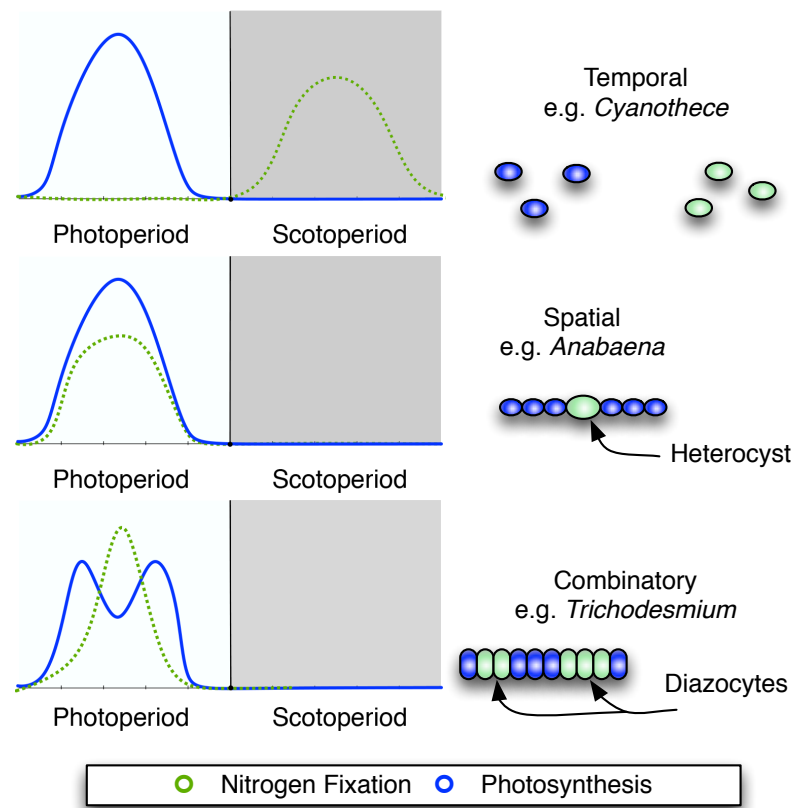 Temporal
e.g. Cyanothece
Photoperiod
Scotoperiod
Spatial
e.g. Anabaena
Heterocyst
Photoperiod
Scotoperiod
Combinatory
e.g. Trichodesmium
Diazocytes
Photoperiod
Scotoperiod
Nitrogen Fixation
Photosynthesis